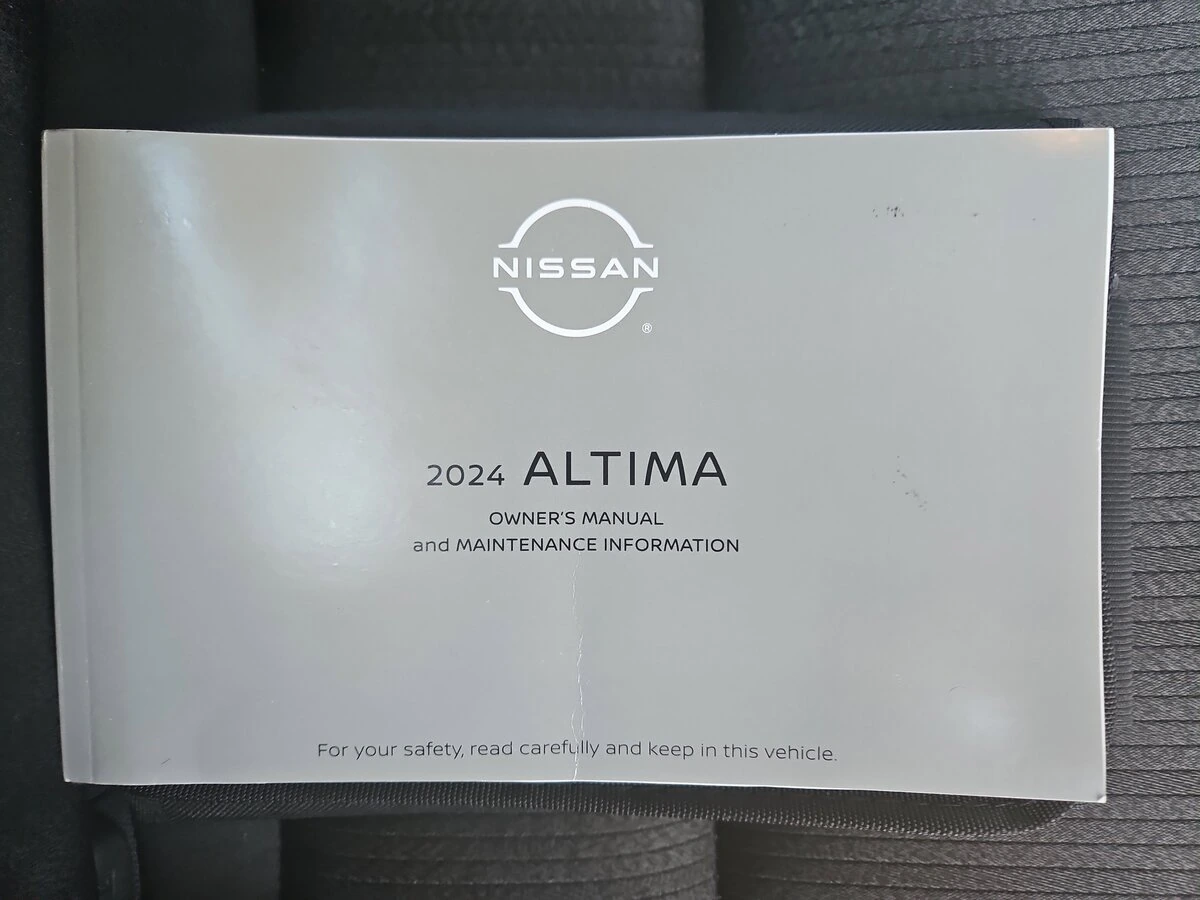 NISSAN
®
2024 ALTIMA
OWNER'S MANUAL
and MAINTENANCE INFORMATION
For your safety, read carefully and keep in this vehicle.